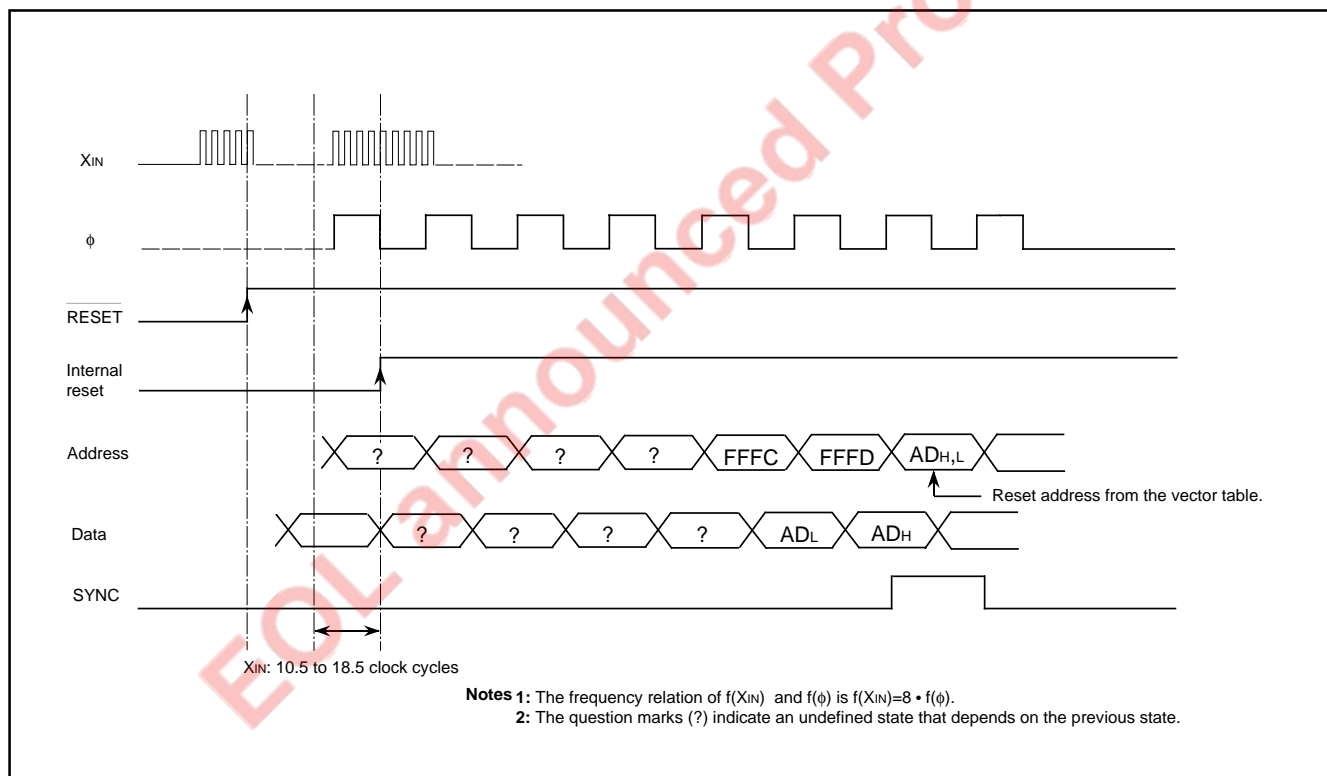 EOL announced Pro
XIN
φ
RESET
Internal
reset
Address
? ? ? ? FFFC FFFD ADH,L
Reset address from the vector table.
Data
? ? ? ? ADL ADH
SYNC
XIN: 10.5 to 18.5 clock cycles
Notes 1: The frequency relation of f(XIN) and f(φ) is f(XIN)=8 • f(φ).
2: The question marks (?) indicate an undefined state that depends on the previous state.